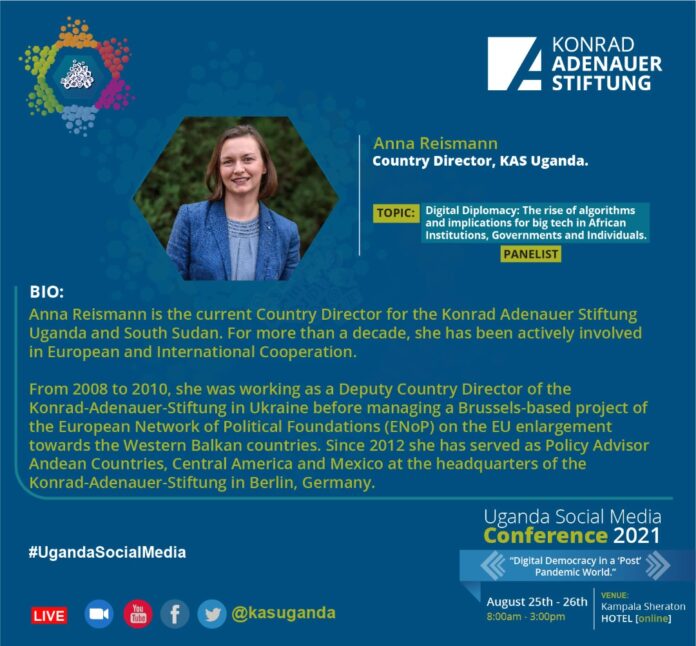 KONRAD
ADENAUER
STIFTUNG
Anna Reismann
Country Director, KAS Uganda.
TOPIC: Digital Diplomacy: The rise of algorithms
and implications for big tech in African
Institutions, Governments and Individuals.
PANELIST
BIO:
Anna Reismann is the current Country Director for the Konrad Adenauer Stiftung
Uganda and South Sudan. For more than a decade, she has been actively involved
in European and International Cooperation.
From 2008 to 2010, she was working as a Deputy Country Director of the
Konrad-Adenauer-Stiftung in Ukraine before managing a Brussels-based project of
the European Network of Political Foundations (ENoP) on the EU enlargement
towards the Western Balkan countries. Since 2012 she has served as Policy Advisor
Andean Countries, Central America and Mexico at the headquarters of the
Konrad-Adenauer-Stiftung in Berlin, Germany.
Uganda Social Media
Conference 2021
"Digital Democracy in a 'Post'
Pandemic World."
August 25th - 26th
8:00am - 3:00pm
VENUE:
Kampala Sheraton
HOTEL [online]
#UgandaSocialMedia
LIVE
You
Tube
@kasuganda